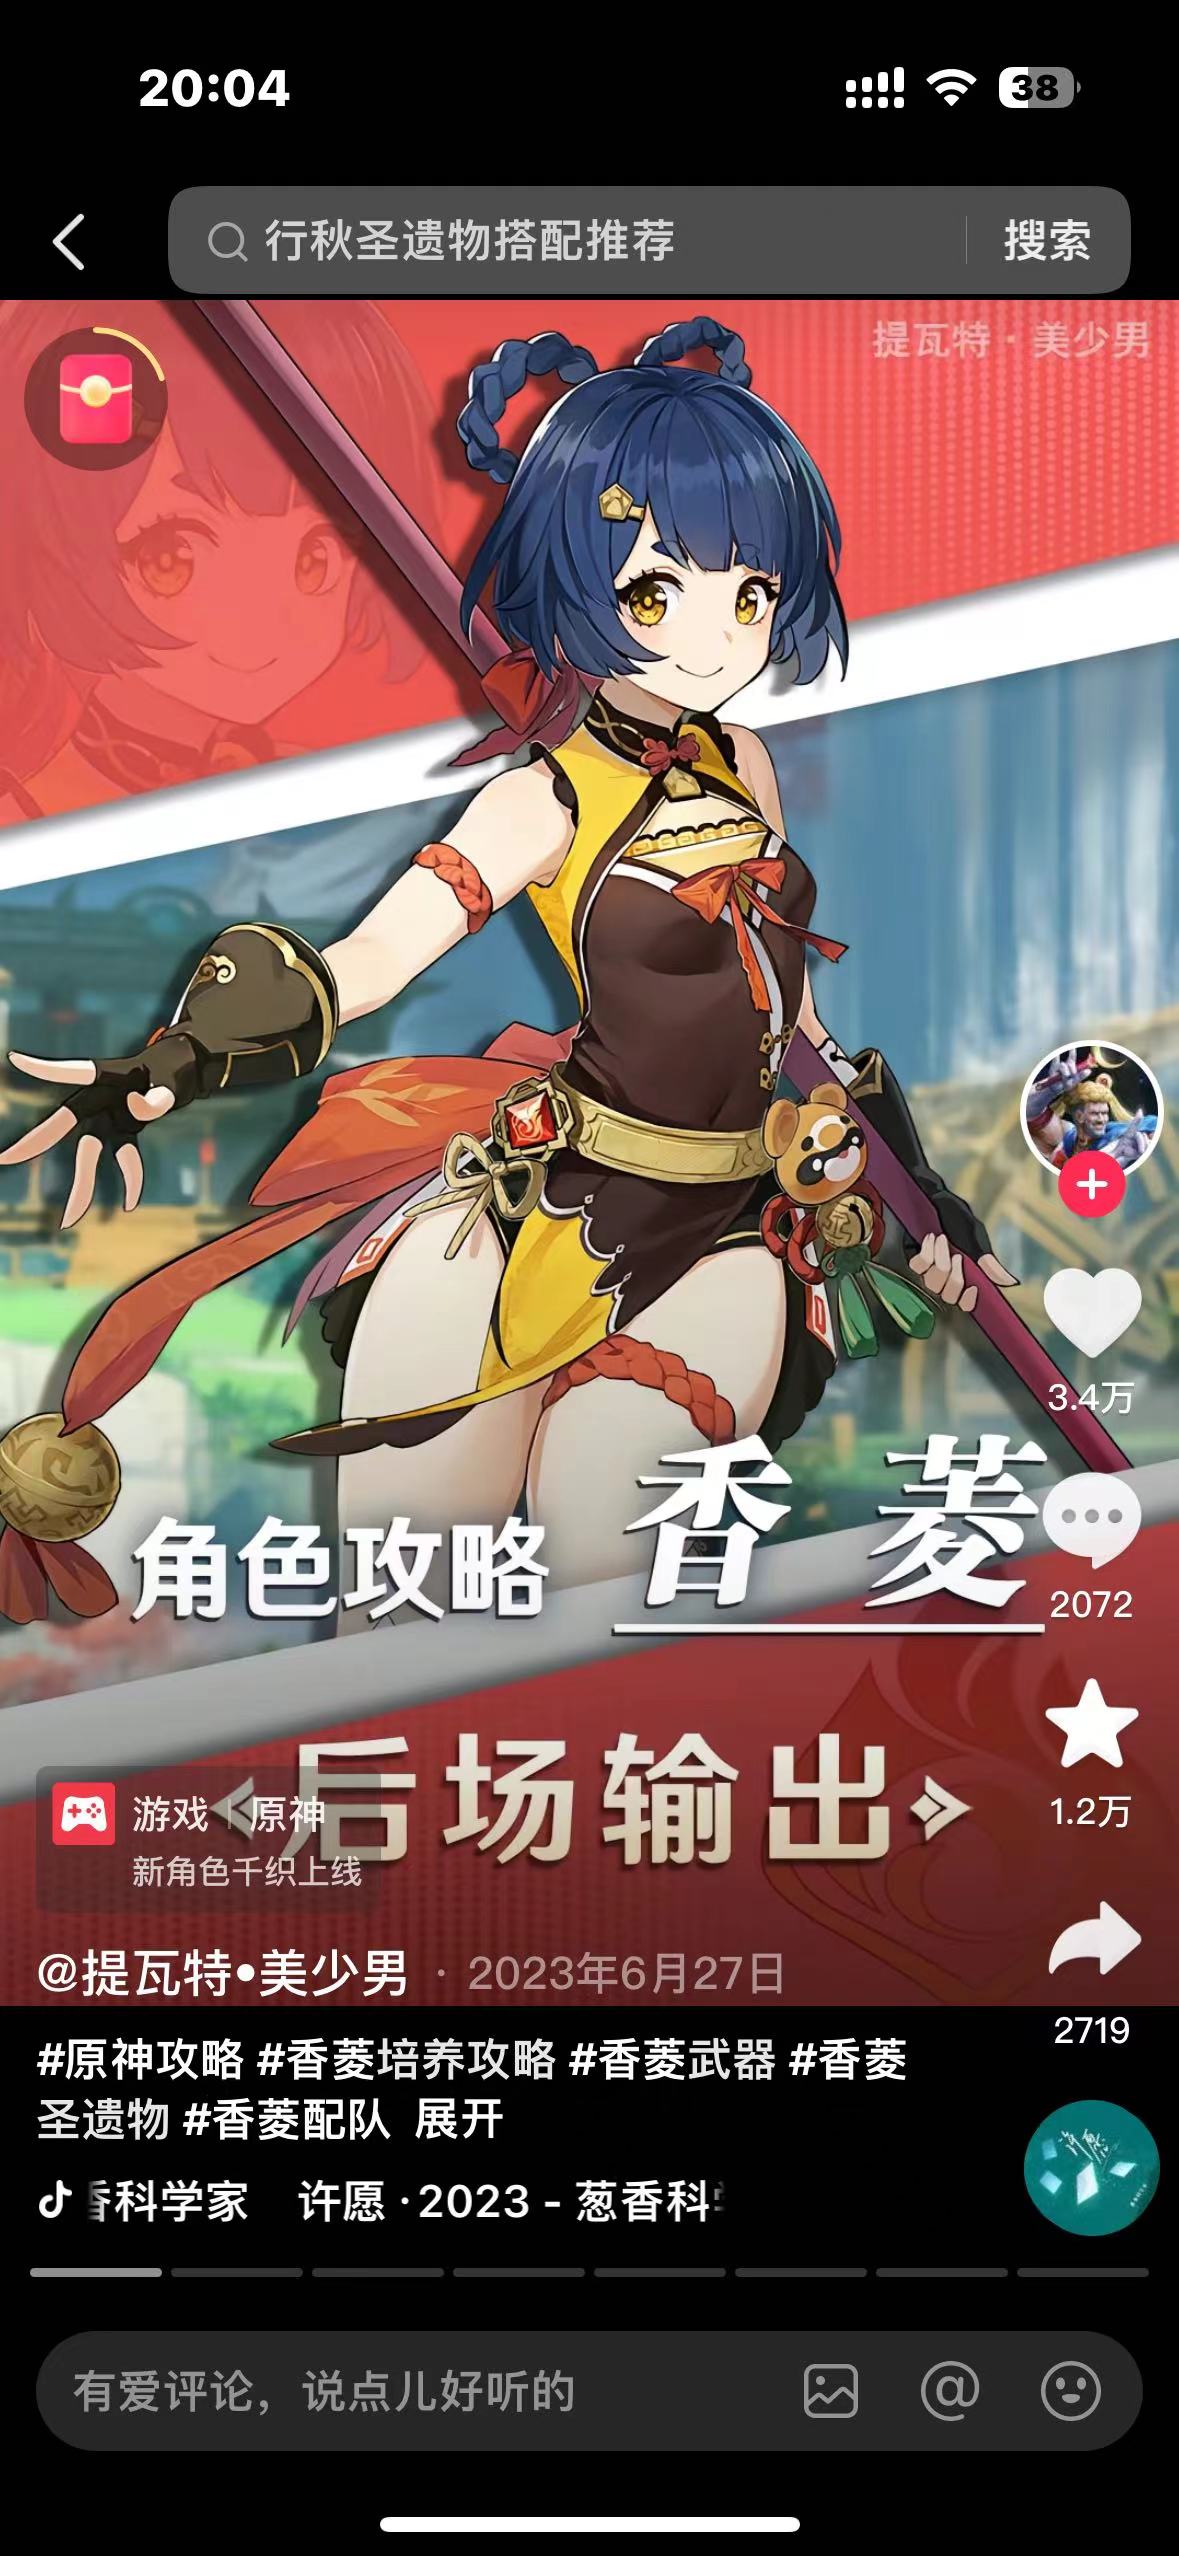 20:04
38
行秋圣遗物搭配推荐
搜索
提瓦特·美少男
3.4万
角色攻略
香菱
2072
后场输出
游戏 | 原神
新角色千织上线
1.2万
@提瓦特•美少男 · 2023年6月27日
2719
#原神攻略 #香菱培养攻略 #香菱武器 #香菱
圣遗物 #香菱配队 展开
香科学家 许愿 · 2023 - 葱香科
有爱评论，说点儿好听的